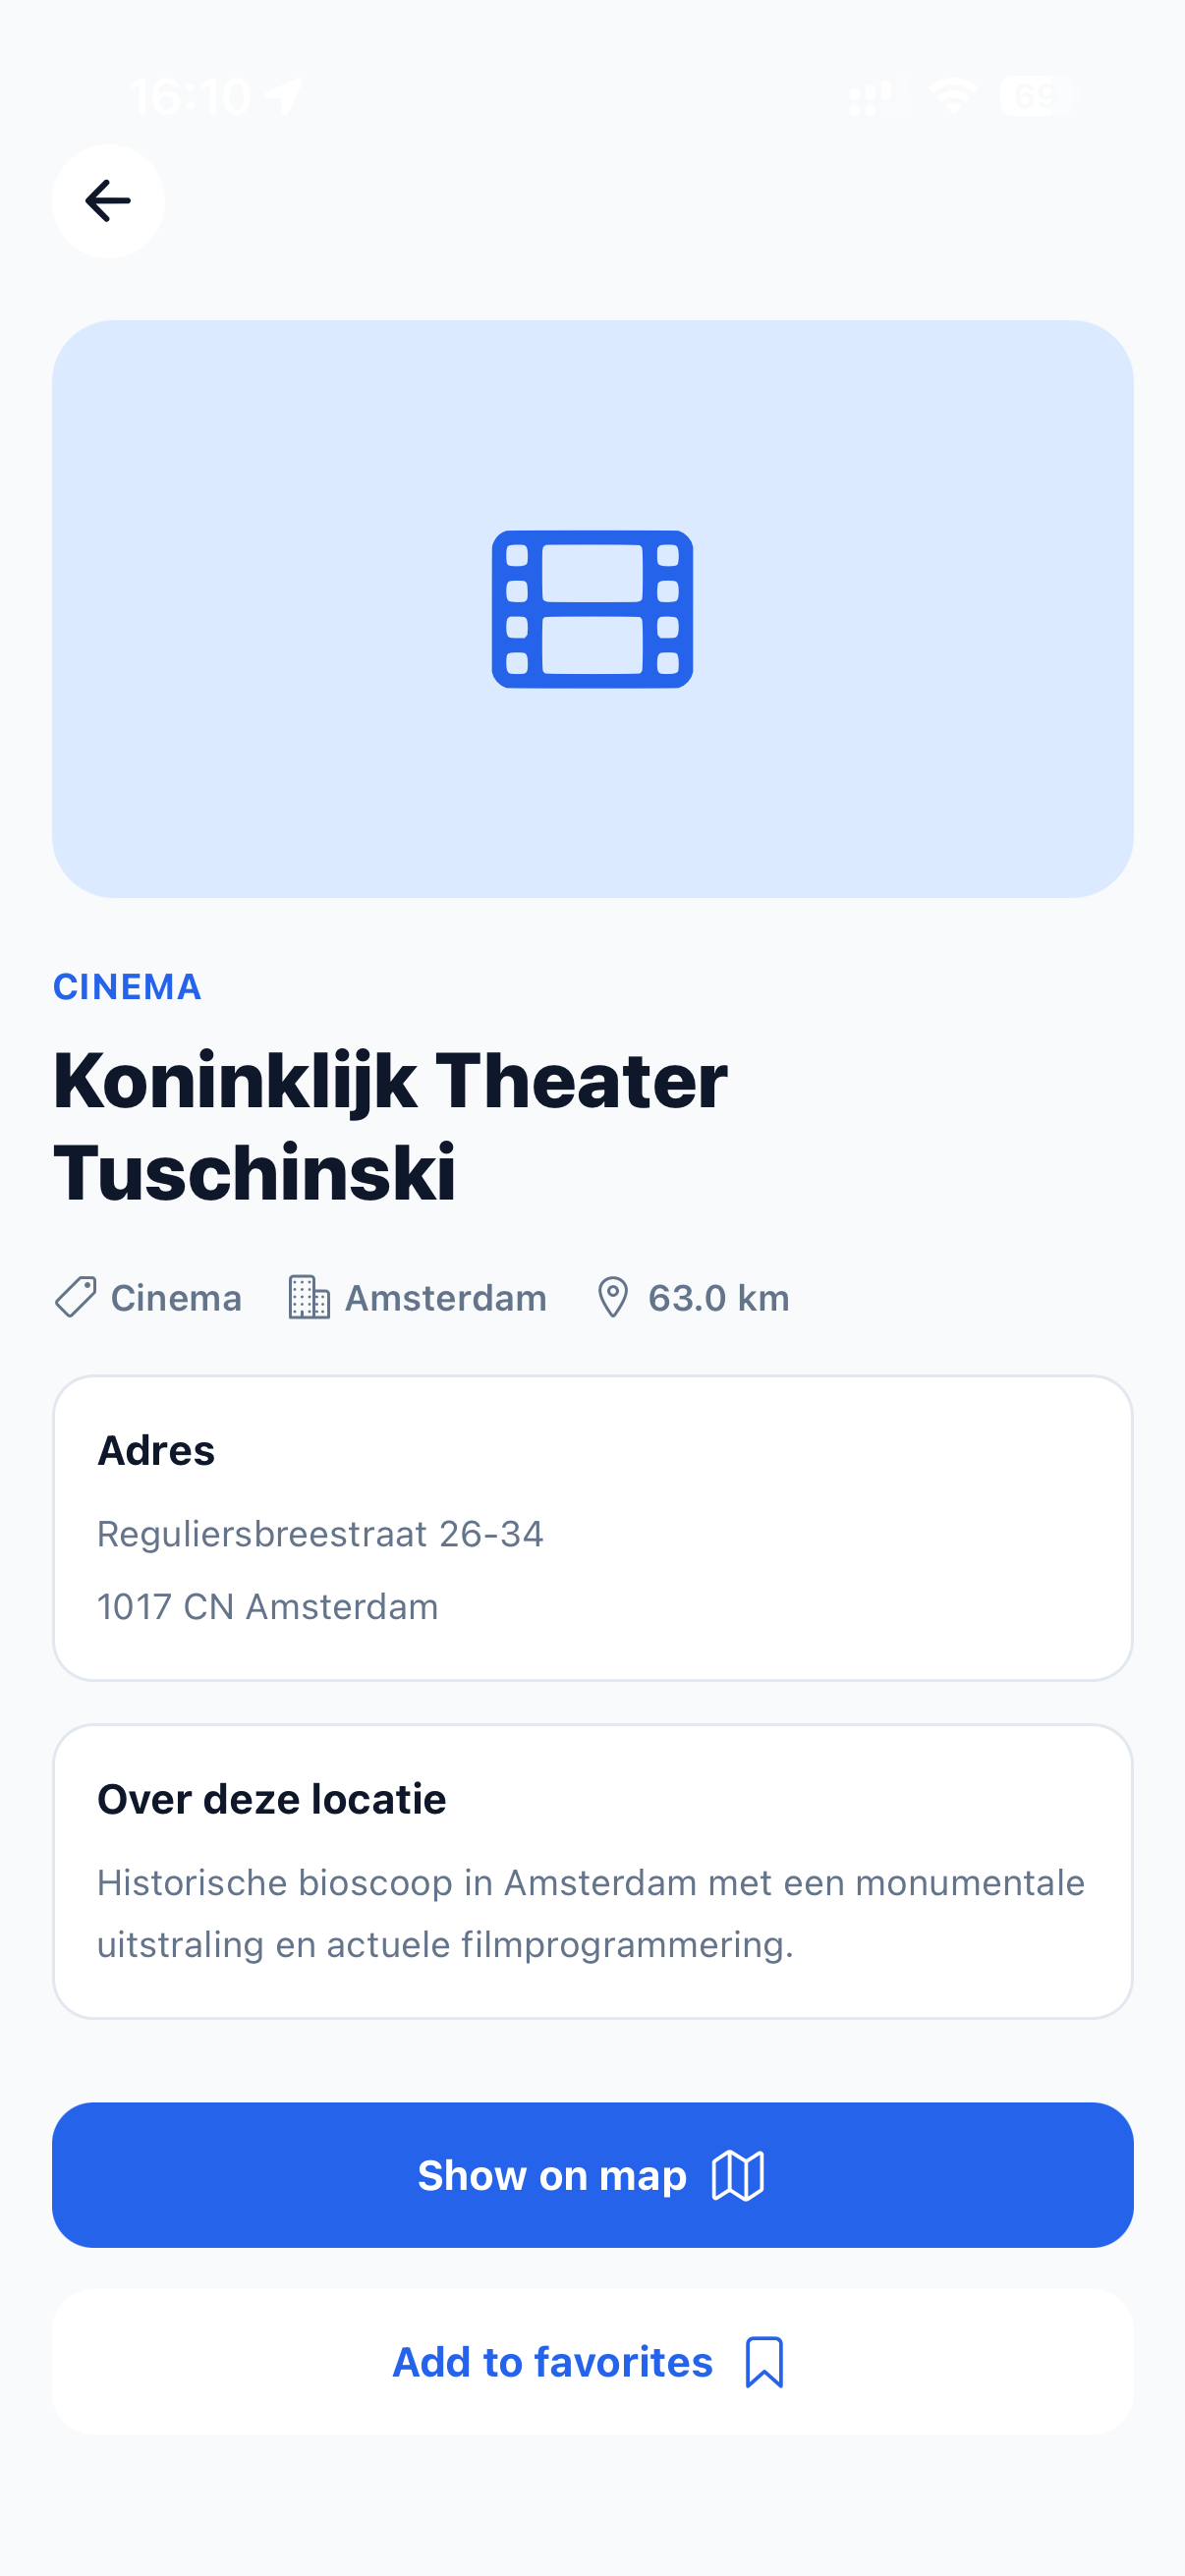 16:10
69
CINEMA
Koninklijk Theater
Tuschinski
Cinema Amsterdam 63.0 km
Adres
Reguliersbreestraat 26-34
1017 CN Amsterdam
Over deze locatie
Historische bioscoop in Amsterdam met een monumentale
uitstraling en actuele filmprogrammering.
Show on map
Add to favorites